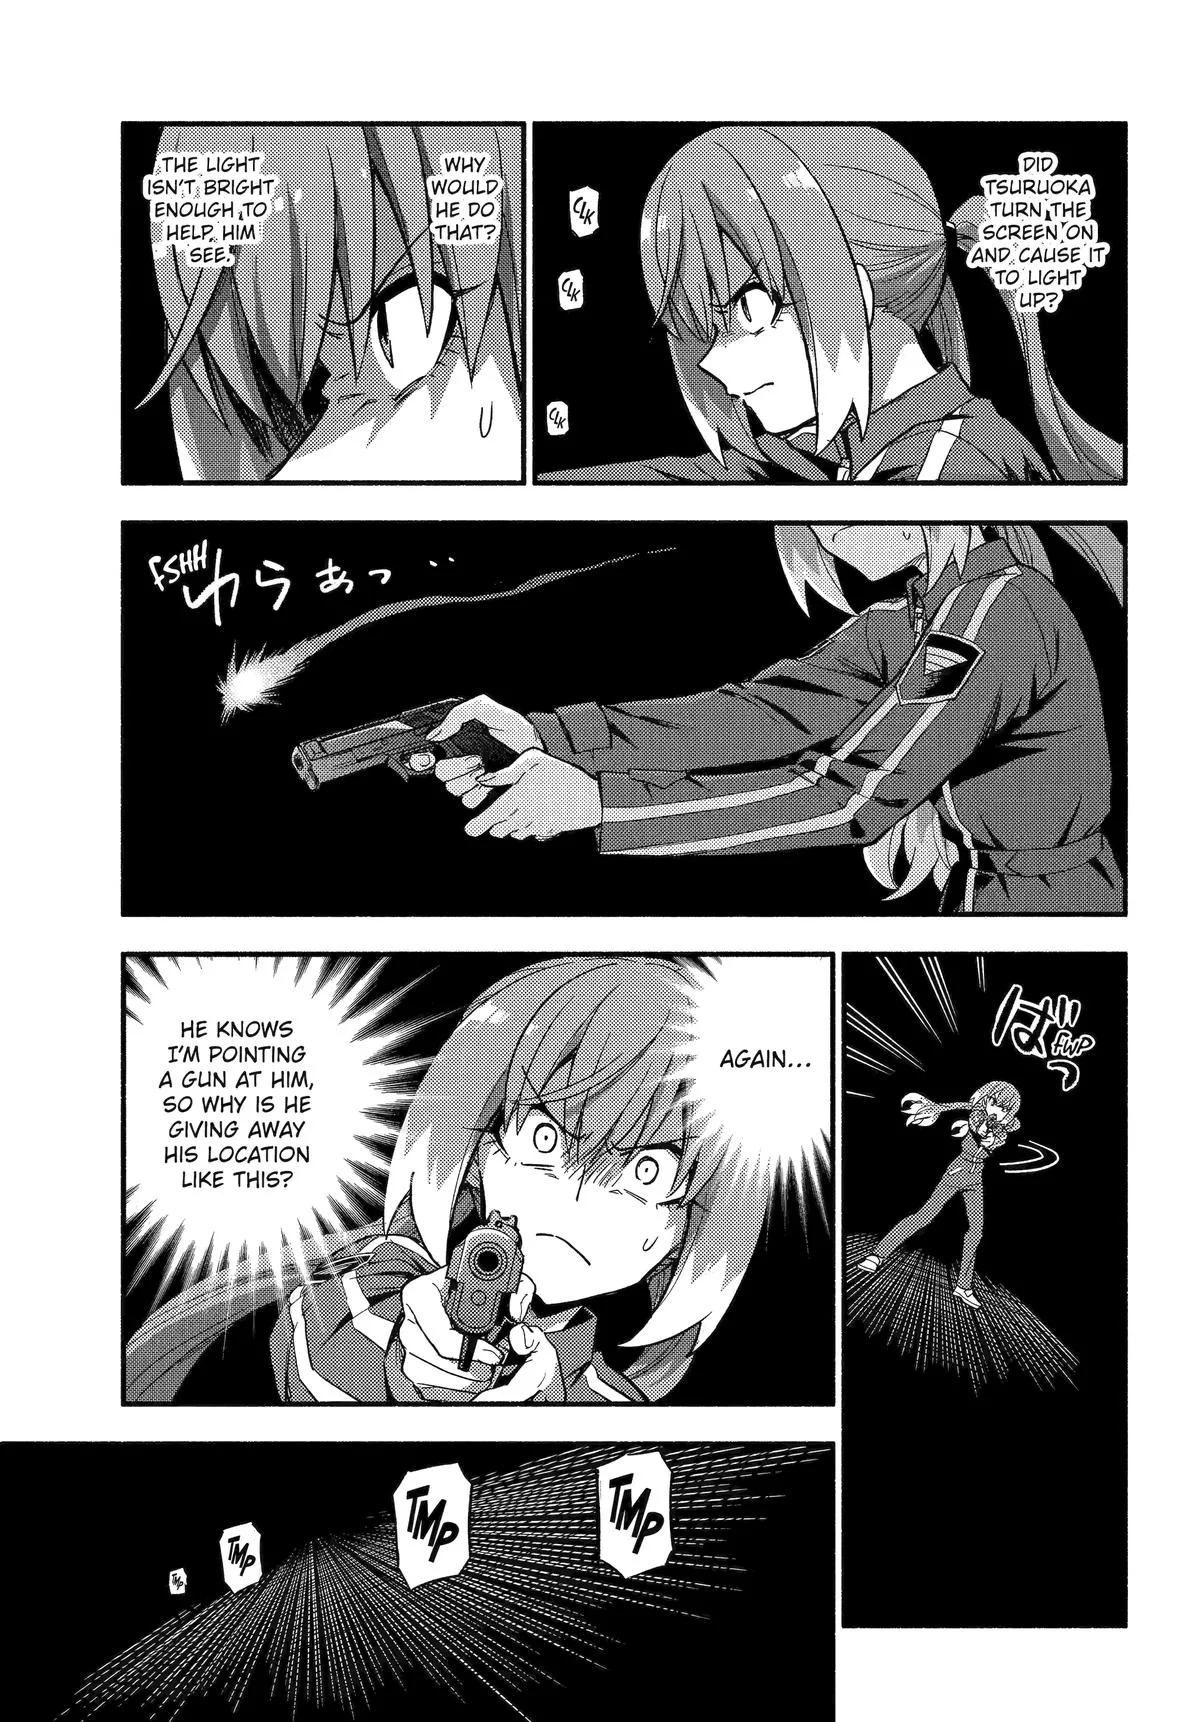 DID
TSURUOKA
TURN THE
SCREEN ON
AND CAUSE IT
TO LIGHT
UP?
CLK
CLK
CLK
WHY
WOULD
HE DO
THAT?
THE LIGHT
ISN'T BRIGHT
ENOUGH TO
HELP HIM
SEE.
FSHH
ゆらぁっ‥
ばっ
FWP
AGAIN...
HE KNOWS
I'M POINTING
A GUN AT HIM,
SO WHY IS HE
GIVING AWAY
HIS LOCATION
LIKE THIS?
TMP
TMP
TMP
TMP